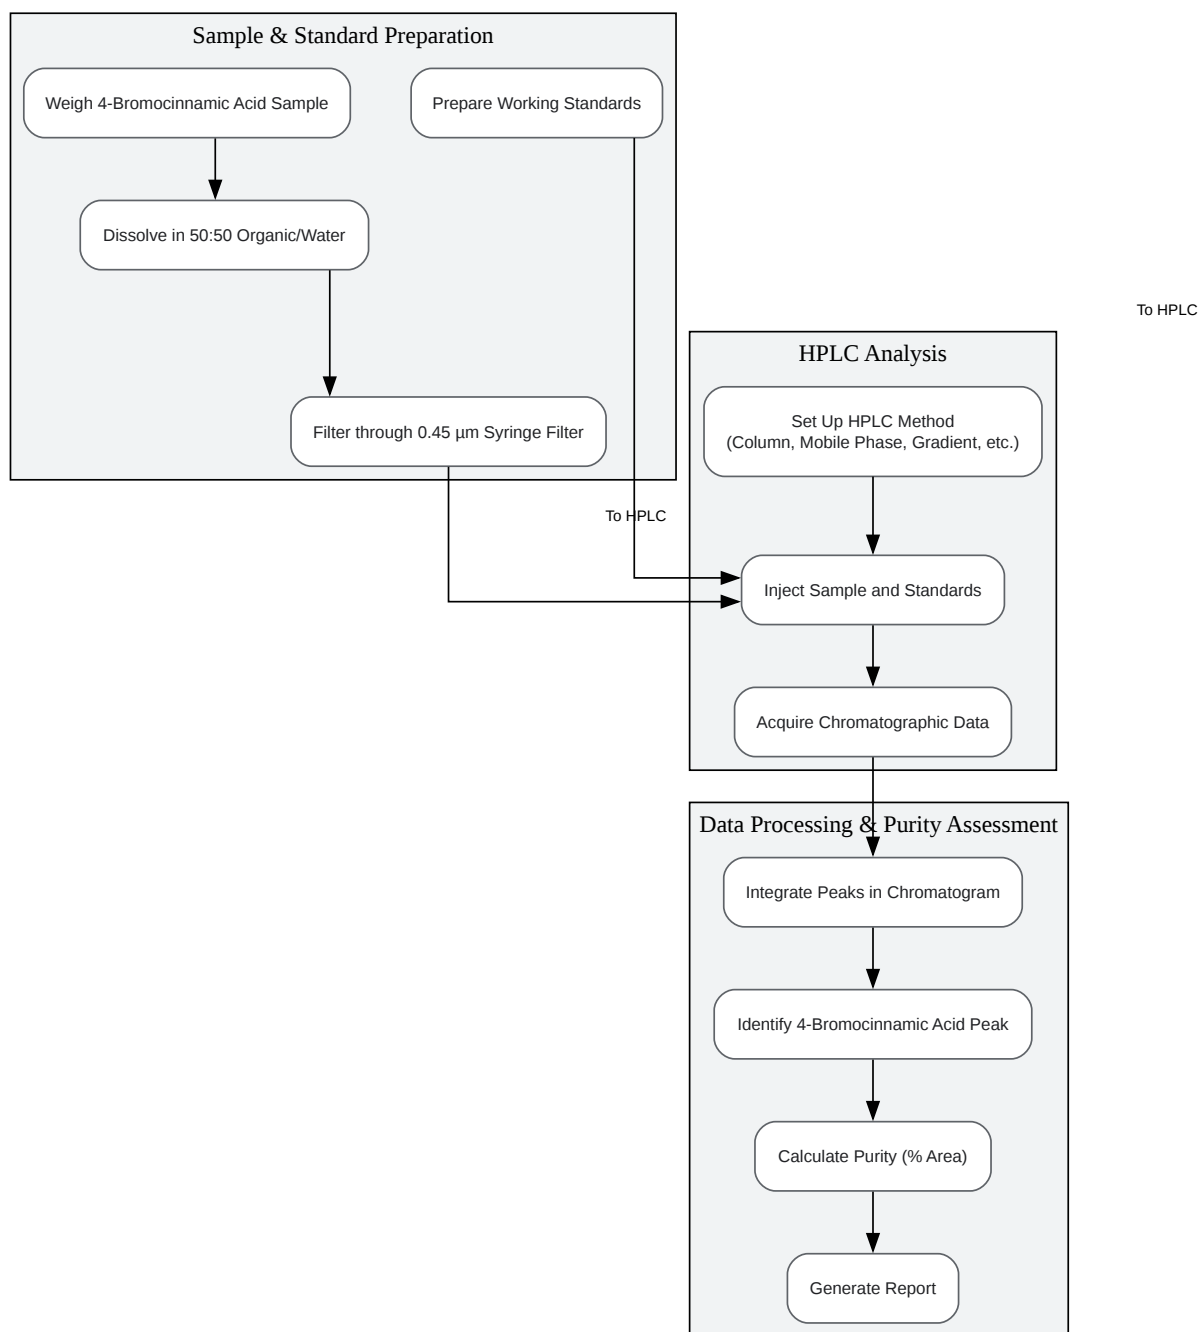 Sample & Standard Preparation
Weigh 4-Bromocinnamic Acid Sample
Prepare Working Standards
Dissolve in 50:50 Organic/Water
Filter through 0.45 µm Syringe Filter
To HPLC
To HPLC
HPLC Analysis
Set Up HPLC Method
(Column, Mobile Phase, Gradient, etc.)
Inject Sample and Standards
Acquire Chromatographic Data
Data Processing & Purity Assessment
Integrate Peaks in Chromatogram
Identify 4-Bromocinnamic Acid Peak
Calculate Purity (% Area)
Generate Report